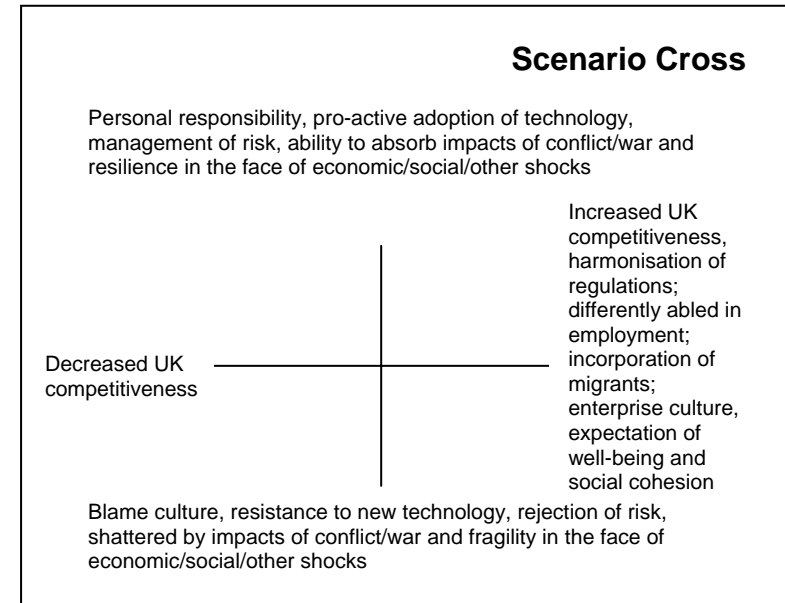 Scenario Cross
Personal responsibility, pro-active adoption of technology,
management of risk, ability to absorb impacts of conflict/war and
resilience in the face of economic/social/other shocks
Increased UK
competitiveness,
harmonisation of
regulations;
differently abled in
employment;
incorporation of
migrants;
enterprise culture,
expectation of
well-being and
social cohesion
Decreased UK
competitiveness
Blame culture, resistance to new technology, rejection of risk,
shattered by impacts of conflict/war and fragility in the face of
economic/social/other shocks